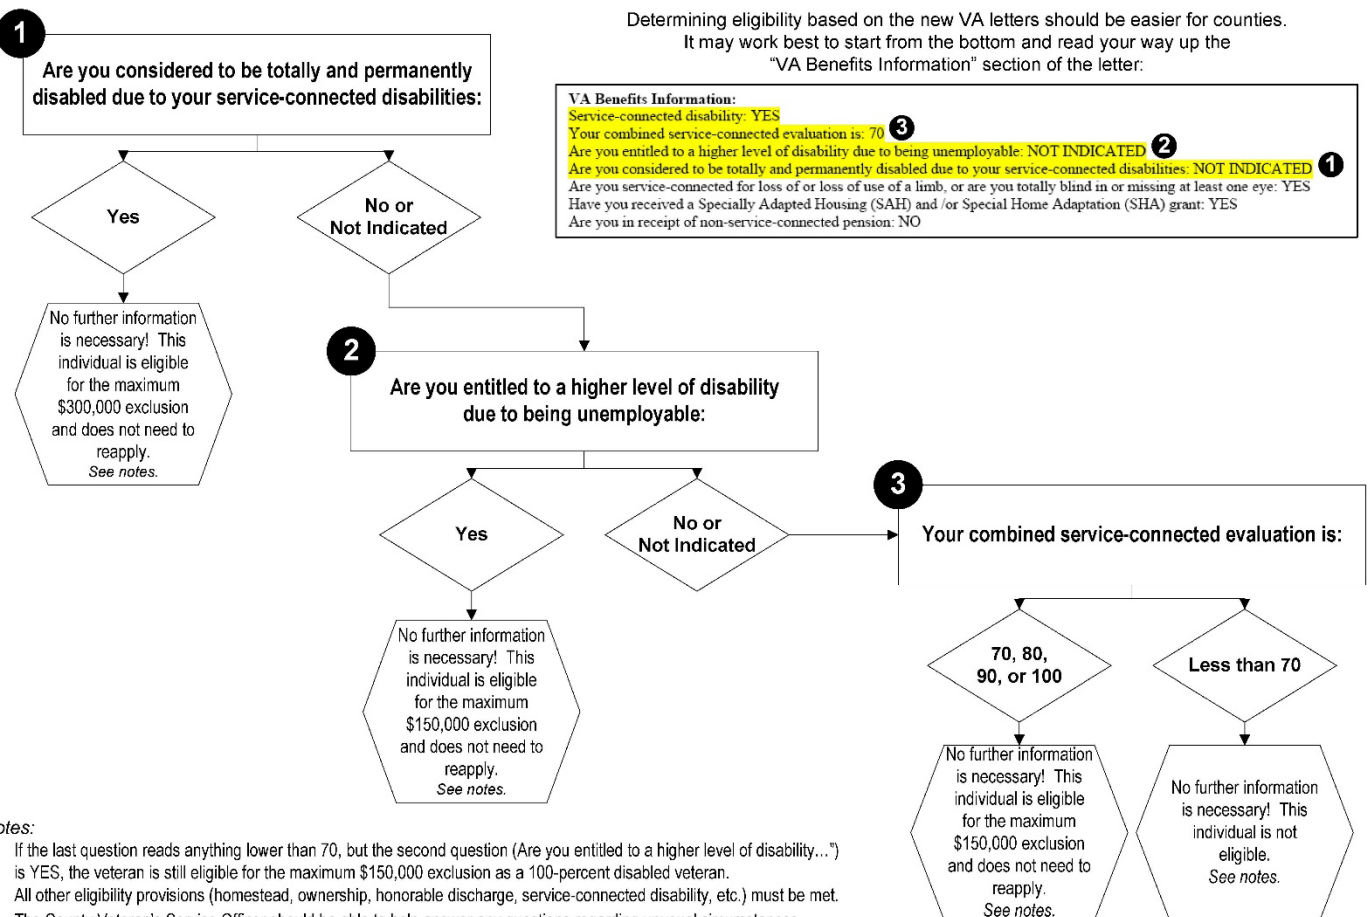 1
Are you considered to be totally and permanently
disabled due to your service-connected disabilities:
Determining eligibility based on the new VA letters should be easier for counties.
It may work best to start from the bottom and read your way up the
“VA Benefits Information” section of the letter:
VA Benefits Information:
Service-connected disability: YES
Your combined service-connected evaluation is: 70 3
Are you entitled to a higher level of disability due to being unemployable: NOT INDICATED 2
Are you considered to be totally and permanently disabled due to your service-connected disabilities: NOT INDICATED 1
Are you service-connected for loss of or loss of use of a limb, or are you totally blind in or missing at least one eye: YES
Have you received a Specially Adapted Housing (SAH) and /or Special Home Adaptation (SHA) grant: YES
Are you in receipt of non-service-connected pension: NO
Yes
No or
Not Indicated
No further information
is necessary! This
individual is eligible
for the maximum
$300,000 exclusion
and does not need to
reapply.
See notes.
2
Are you entitled to a higher level of disability
due to being unemployable:
Yes
No or
Not Indicated
No further information
is necessary! This
individual is eligible
for the maximum
$150,000 exclusion
and does not need to
reapply.
See notes.
3
Your combined service-connected evaluation is:
70, 80,
90, or 100
Less than 70
No further information
is necessary! This
individual is eligible
for the maximum
$150,000 exclusion
and does not need to
reapply.
See notes.
No further information
is necessary! This
individual is not
eligible.
See notes.
otes:
If the last question reads anything lower than 70, but the second question (Are you entitled to a higher level of disability...”)
is YES, the veteran is still eligible for the maximum $150,000 exclusion as a 100-percent disabled veteran.
All other eligibility provisions (homestead, ownership, honorable discharge, service-connected disability, etc.) must be met.
The County Veteran's Service Officer should be able to help answer any questions regarding unusual circumstances.